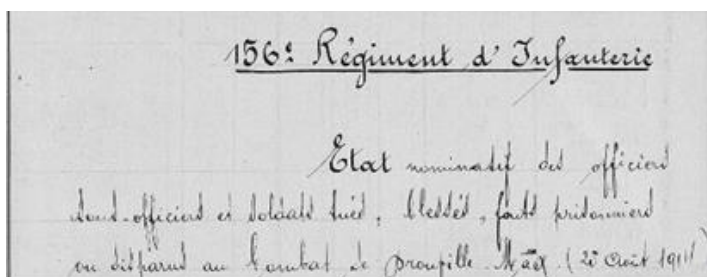 156e Régiment d'Infanterie
Etat nominatif des officiers
sous-officiers et soldats tués, blessés, faits prisonniers
ou disparus au Combat de (20 Août 1914)